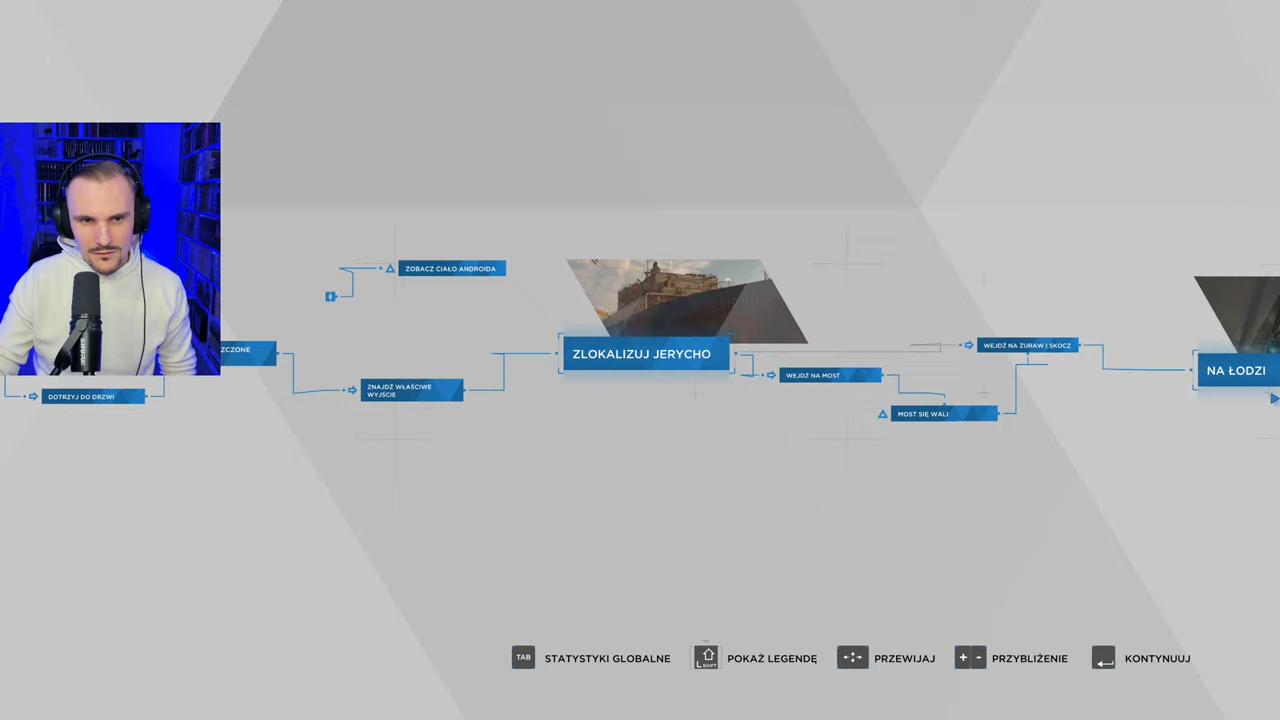 ZOBACZ CIAŁO ANDROIDA
ZCZONE
DOTRZYJ DO DRZWI
ZNAJDŹ WŁAŚCIWE
WYJŚCIE
ZLOKALIZUJ JERYCHO
WEJDŹ NA MOST
MOST SIĘ WALI
WEJDŹ NA ŻURAW I SKOCZ
NA ŁODZI
TAB STATYSTYKI GLOBALNE
L SHIFT POKAŻ LEGENDĘ
PRZEWIJAJ
+ - PRZYBLIŻENIE
KONTYNUUJ